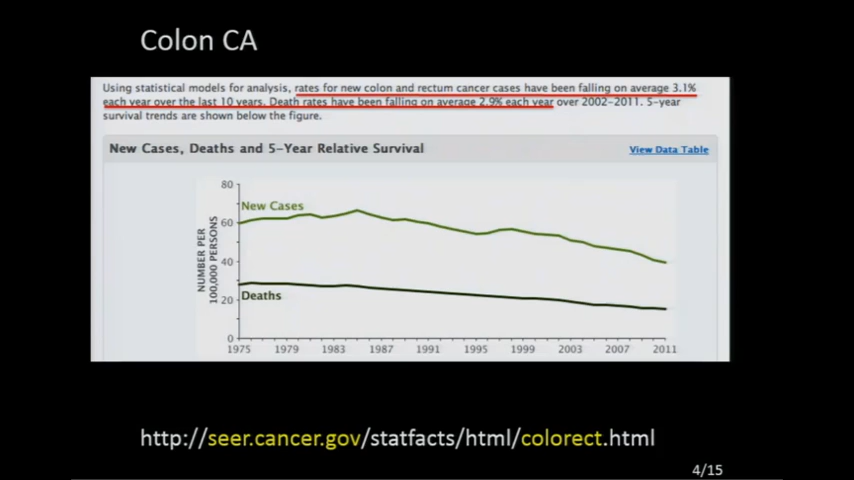 Colon CA
Using statistical models for analysis, rates for new colon and rectum cancer cases have been falling on average 3.1%
each year over the last 10 years. Death rates have been falling on average 2.9% each year over 2002-2011. 5-year
survival trends are shown below the figure.
New Cases, Deaths and 5-Year Relative Survival
View Data Table
NUMBER PER
100,000 PERSONS
80
60
40
20
0
New Cases
Deaths
1975 1979 1983 1987 1991 1995 1999 2003 2007 2011
http://seer.cancer.gov/statfacts/html/colorect.html
4/15